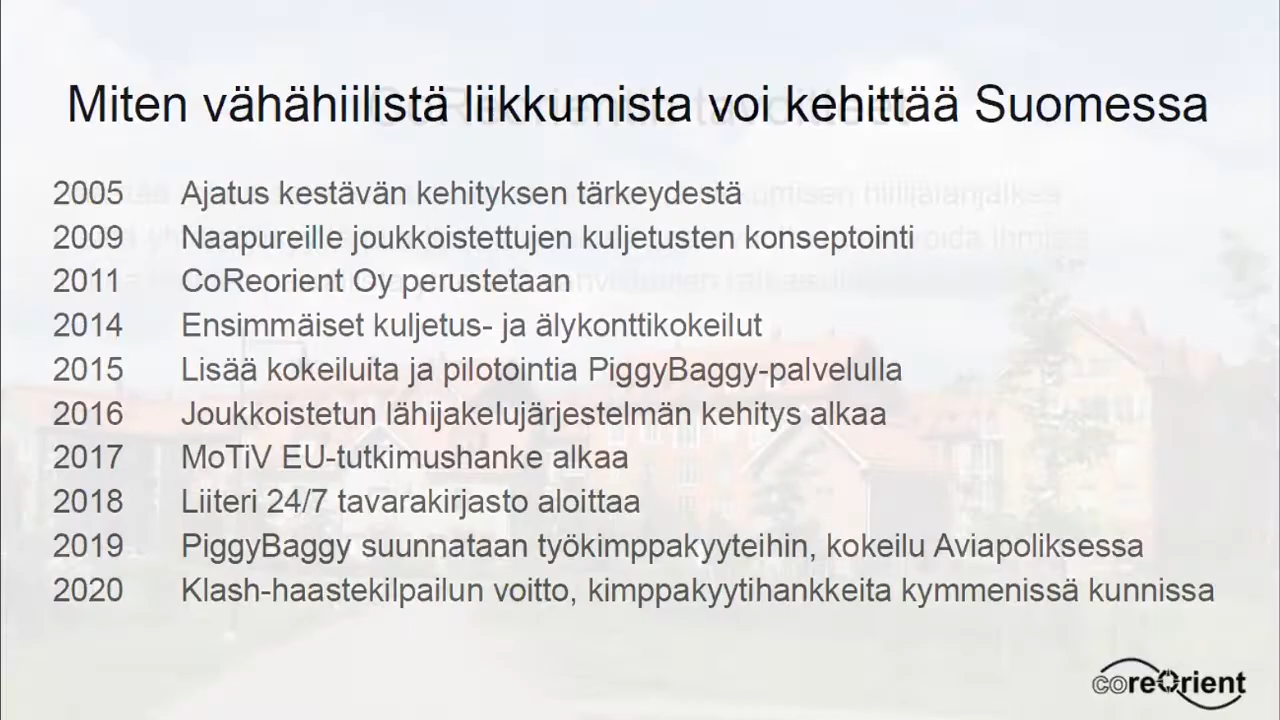 Miten vähähiilistä liikkumista voi kehittää Suomessa
2005 Ajatus kestävän kehityksen tärkeydestä
2009 Naapureille joukkoistettujen kuljetusten konseptointi
2011 CoReorient Oy perustetaan
2014 Ensimmäiset kuljetus- ja älykonttikokeilut
2015 Lisää kokeiluita ja pilotointia PiggyBaggy-palvelulla
2016 Joukkoistetun lähijakelujärjestelmän kehitys alkaa
2017 MoTiV EU-tutkimushanke alkaa
2018 Liiteri 24/7 tavarakirjasto aloittaa
2019 PiggyBaggy suunnataan työkimppakyyteihin, kokeilu Aviapoliksessa
2020 Klash-haastekilpailun voitto, kimppakyytihankkeita kymmenissä kunnissa
coreOrient